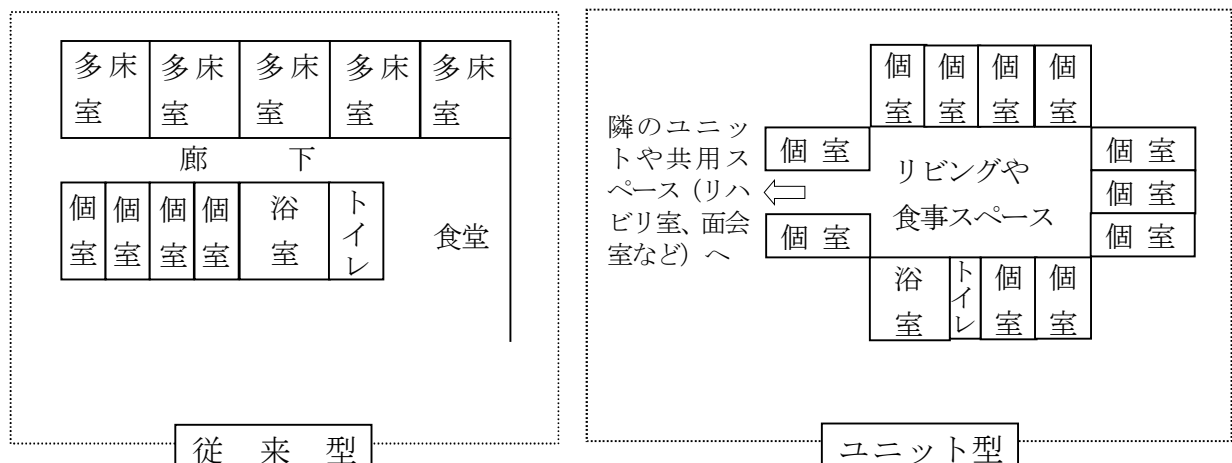 多床室
多床室
多床室
多床室
多床室
廊下
個室
個室
個室
個室
浴室
トイレ
食堂
従来型
個室
個室
個室
個室
隣のユニッ
トや共用ス
ペース（リハ
ビリ室、面会
室など）へ
個室
個室
リビングや
食事スペース
個室
個室
個室
浴室
トイレ
個室
個室
ユニット型